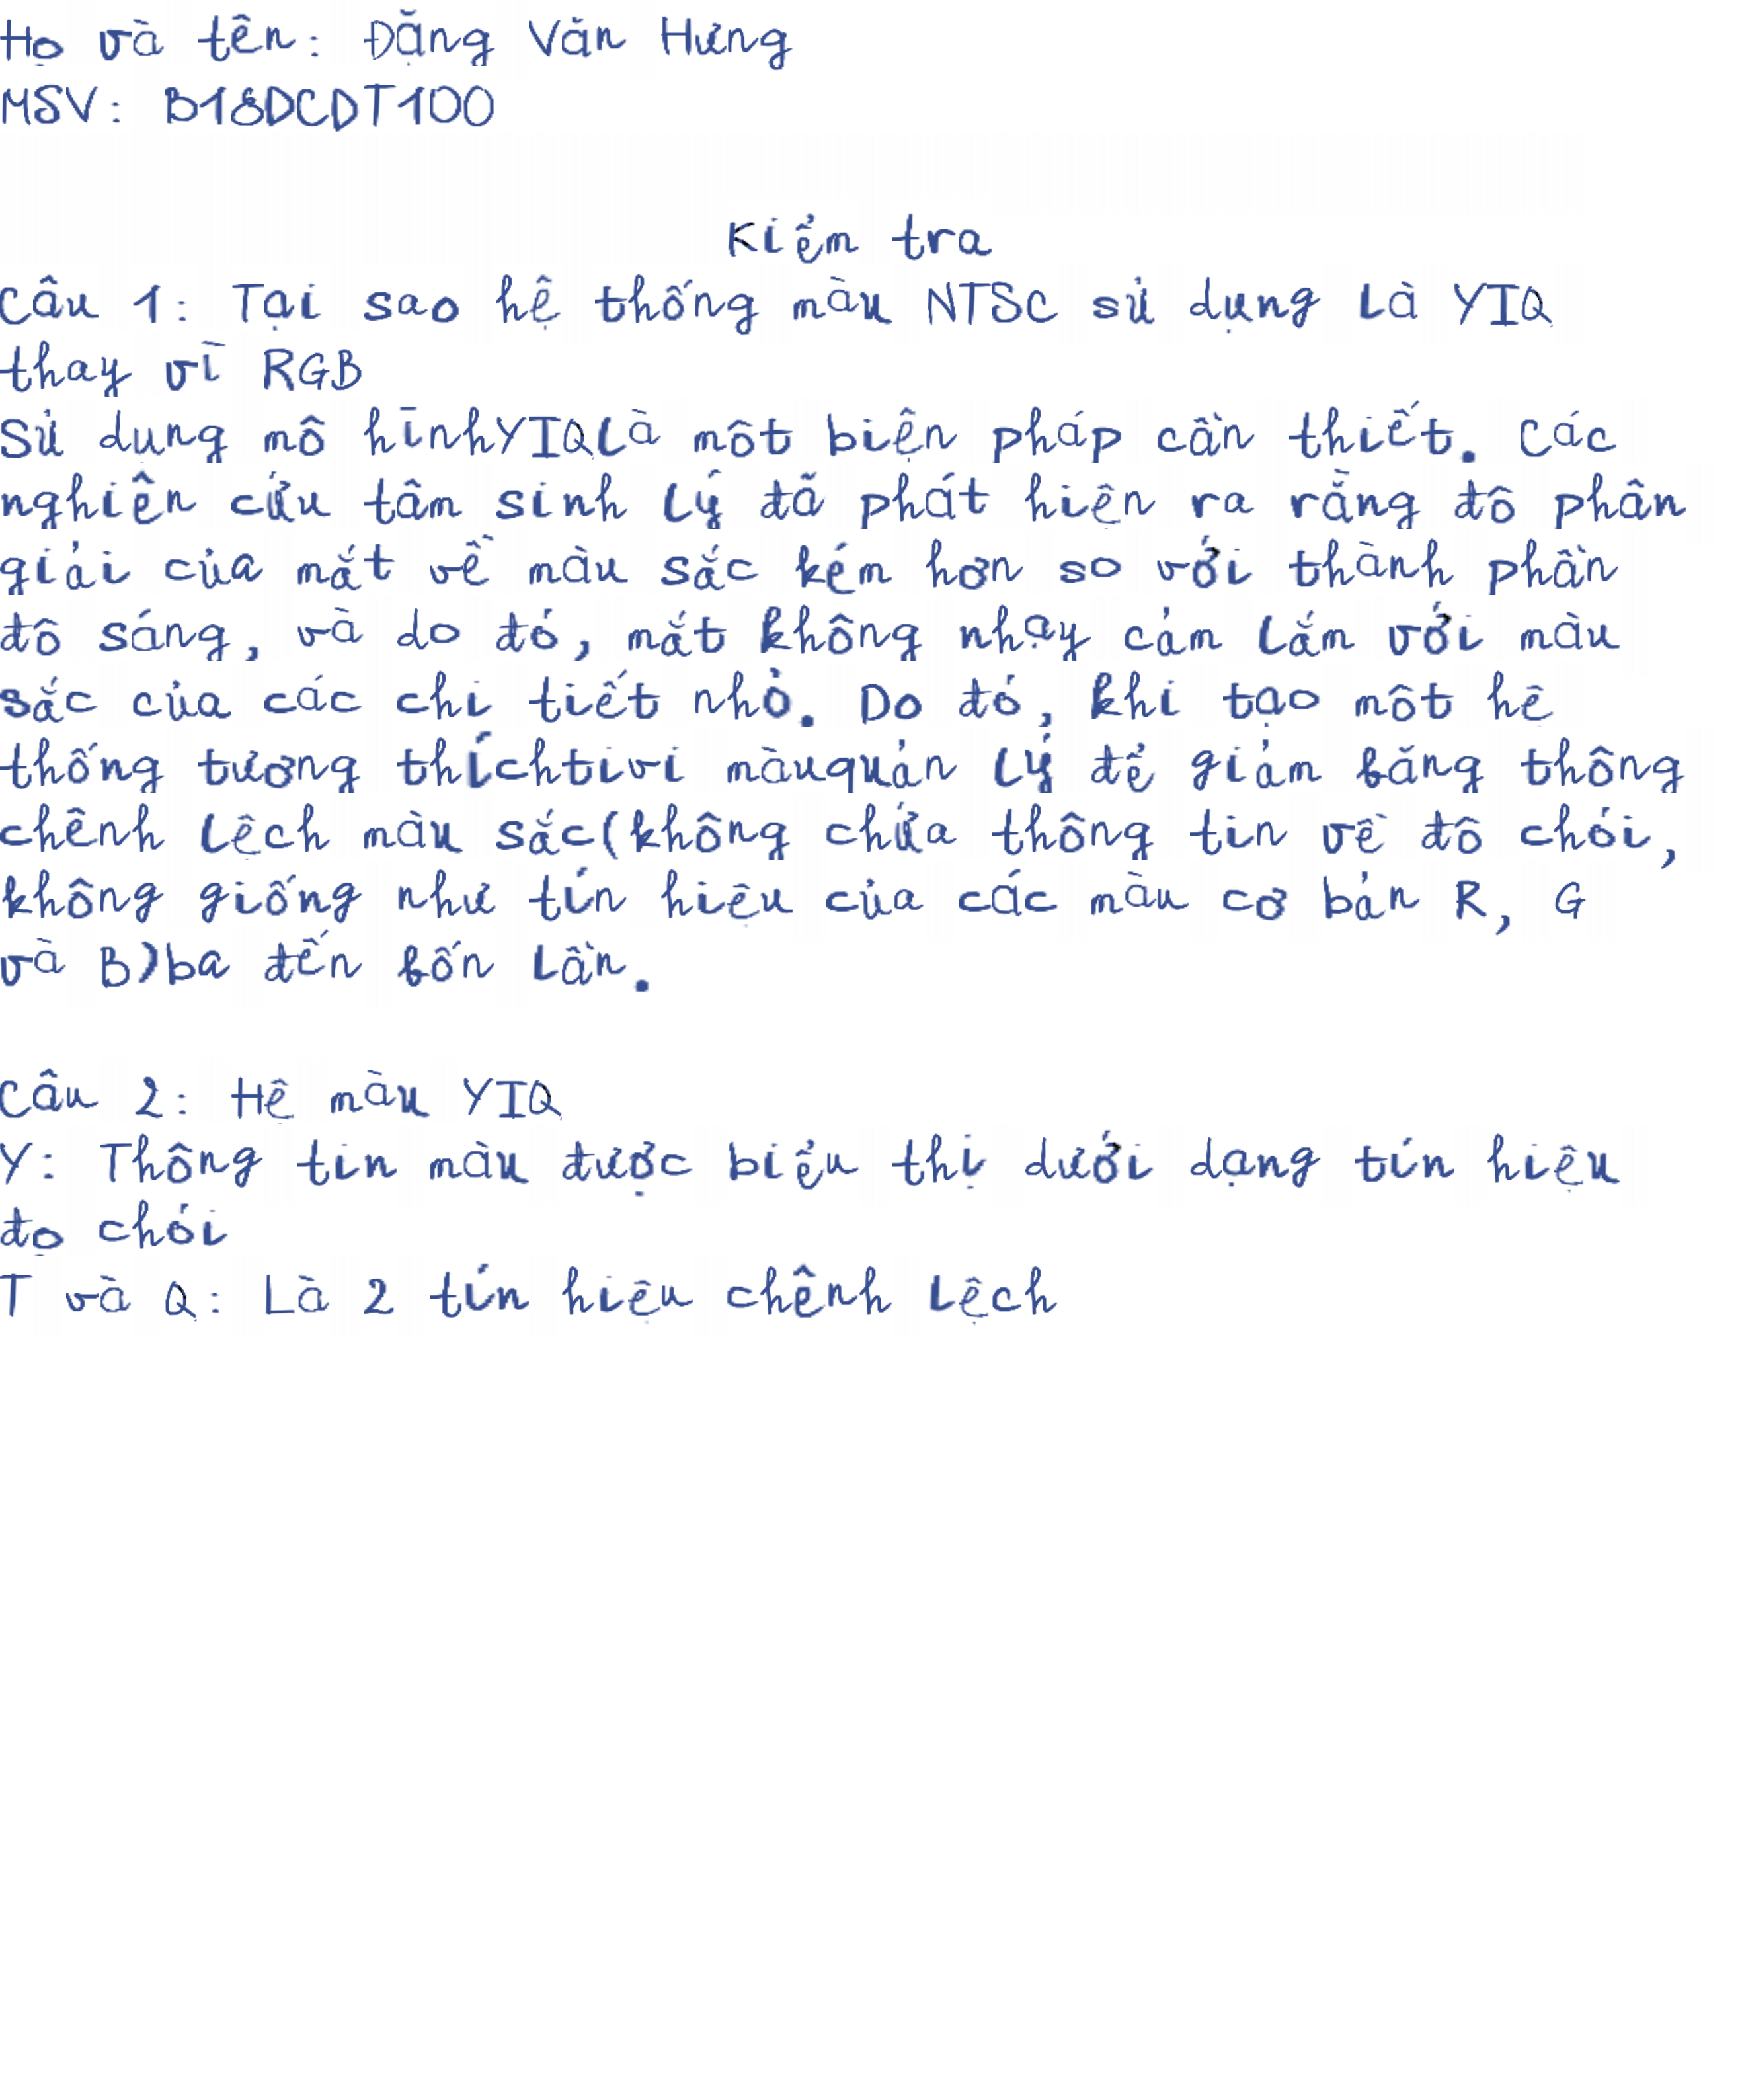 Họ và tên: Đặng Văn Hưng
MSV: B18DCDT100
Kiểm tra
Câu 1: Tại sao hệ thống màu NTSC sử dụng là YIQ
thay vì RGB
Sử dụng mô hìnhYIQLà một biện pháp cần thiết. Các
nghiên cứu tâm sinh lý đã phát hiện ra rằng độ phân
giải của mắt về màu sắc kém hơn so với thành phần
độ sáng, và do đó, mắt không nhạy cảm lắm với màu
sắc của các chi tiết nhỏ. Do đó, khi tạo một hệ
thống tương thíchtivi màuquản lý để giảm băng thông
chênh lệch màu sắc(không chứa thông tin về độ chói,
không giống như tín hiệu của các màu cơ bản R, G
và B)ba đến bốn lần.
Câu 2: Hệ màu YIQ
Y: Thông tin màu được biểu thị dưới dạng tín hiệu
đọ chói
T và Q: Là 2 tín hiệu chênh lệch